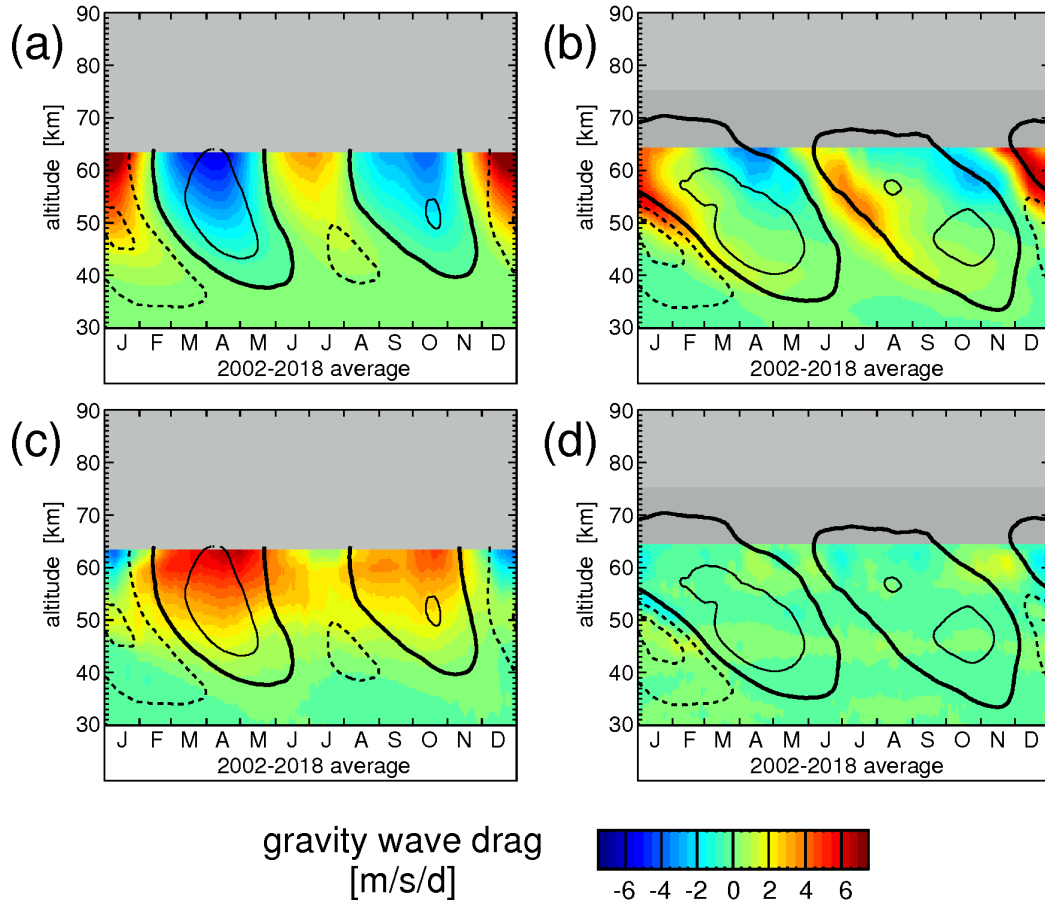 (a)
90
80
70
60
50
40
30
altitude [km]
J F M A M J J A S O N D
2002-2018 average
(b)
90
80
70
60
50
40
30
altitude [km]
J F M A M J J A S O N D
2002-2018 average
(c)
90
80
70
60
50
40
30
altitude [km]
J F M A M J J A S O N D
2002-2018 average
(d)
90
80
70
60
50
40
30
altitude [km]
J F M A M J J A S O N D
2002-2018 average
gravity wave drag
[m/s/d]
-6 -4 -2 0 2 4 6